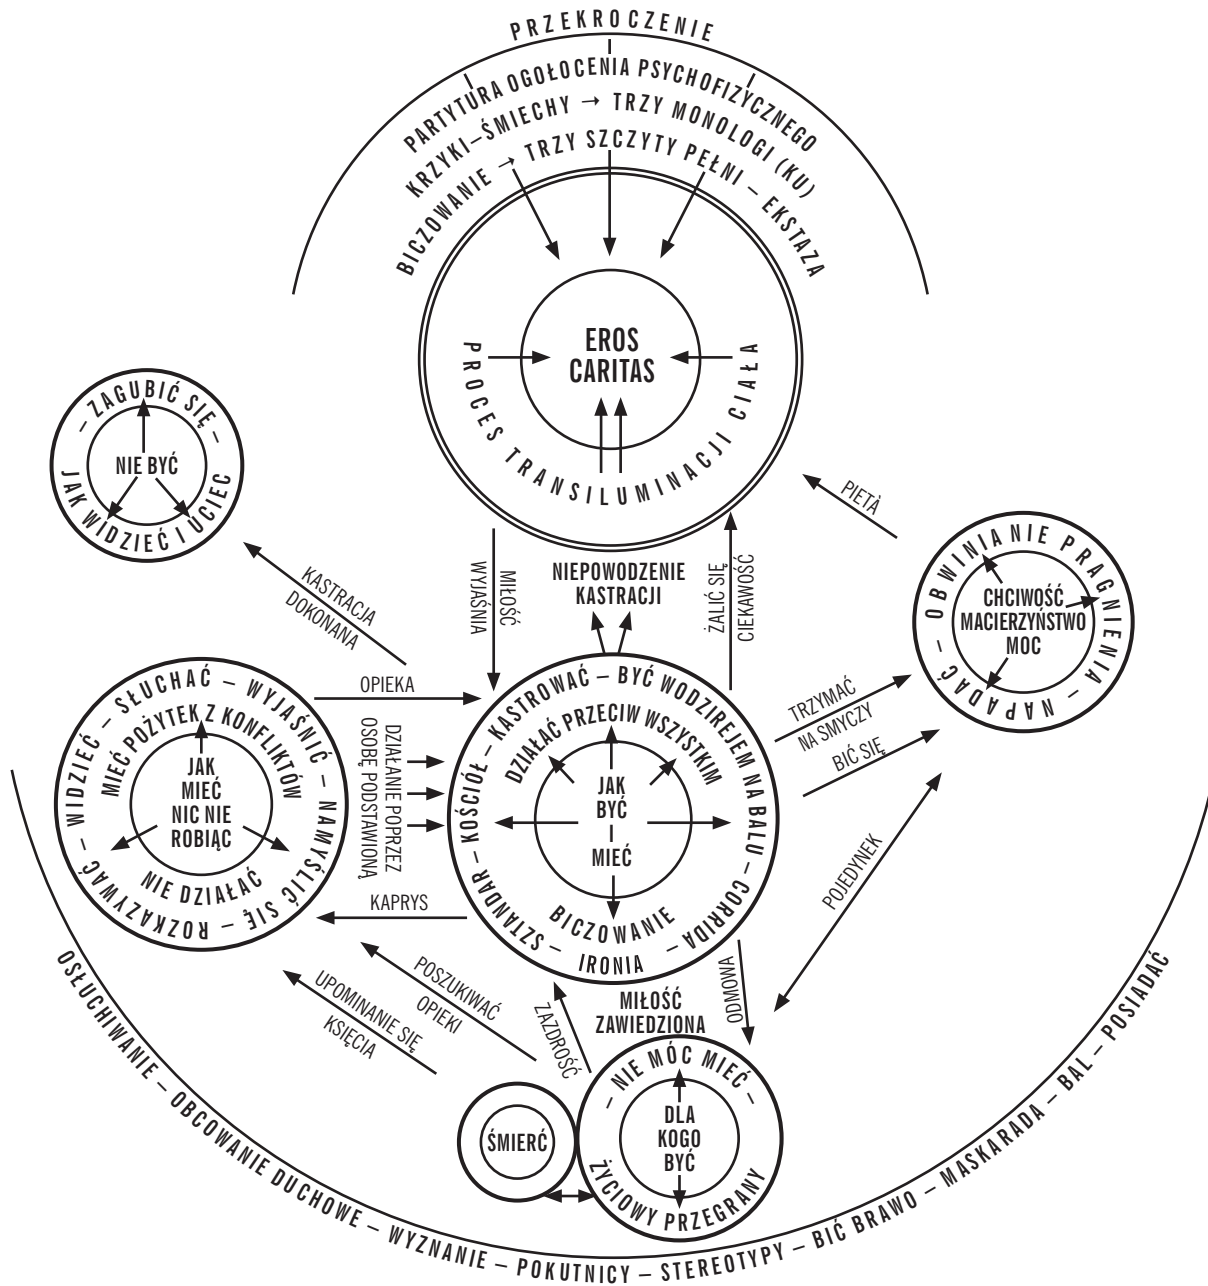 PRZEKROCZENIE
PARTYTURA OGOŁOCENIA PSYCHOFIZYCZNEGO
KRZYKI–ŚMIECHY → TRZY MONOLOGI (KU)
BICZOWANIE → TRZY SZCZYTY PEŁNI – EKSTAZA
EROS
CARITAS
PROCES TRANSILUMINACJI CIAŁA
– ZAGUBIĆ SIĘ –
NIE BYĆ
JAK WIDZIEĆ I UCIEC
PIETÀ
KASTRACJA
DOKONANA
MIŁOŚĆ
WYJAŚNIA
NIEPOWODZENIE
KASTRACJI
ŻALIĆ SIĘ
CIEKAWOŚĆ
NAPADAĆ – OBWINIANIE PRAGNIENIA –
CHCIWOŚĆ
MACIERZYŃSTWO
MOC
OPIEKA
ROZKAZYWAĆ – WIDZIEĆ – SŁUCHAĆ – WYJAŚNIĆ – NAMYŚLIĆ SIĘ –
MIEĆ POŻYTEK Z KONFLIKTÓW
JAK
MIEĆ
NIC NIE
ROBIĄC
NIE DZIAŁAĆ
DZIAŁANIE POPRZEZ
OSOBĘ PODSTAWIONĄ
SZTANDAR – KOŚCIÓŁ – KASTROWAĆ – BYĆ WODZIREJEM NA BALU – CORRIDA –
DZIAŁAĆ PRZECIW WSZYSTKIM
JAK
BYĆ
I
MIEĆ
BICZOWANIE
IRONIA –
TRZYMAĆ
NA SMYCZY
BIĆ SIĘ
POJEDYNEK
KAPRYS
POSZUKIWAĆ
OPIEKI
UPOMINANIE SIĘ
KSIĘCIA
ZAZDROŚĆ
MIŁOŚĆ
ZAWIEDZIONA
ODMOWA
ŚMIERĆ
– NIE MÓC MIEĆ –
DLA
KOGO
BYĆ
ŻYCIOWY PRZEGRANY
OSŁUCHIWANIE – OBCOWANIE DUCHOWE – WYZNANIE – POKUTNICY – STEREOTYPY – BIĆ BRAWO – MASKARADA – BAL – POSIADAĆ